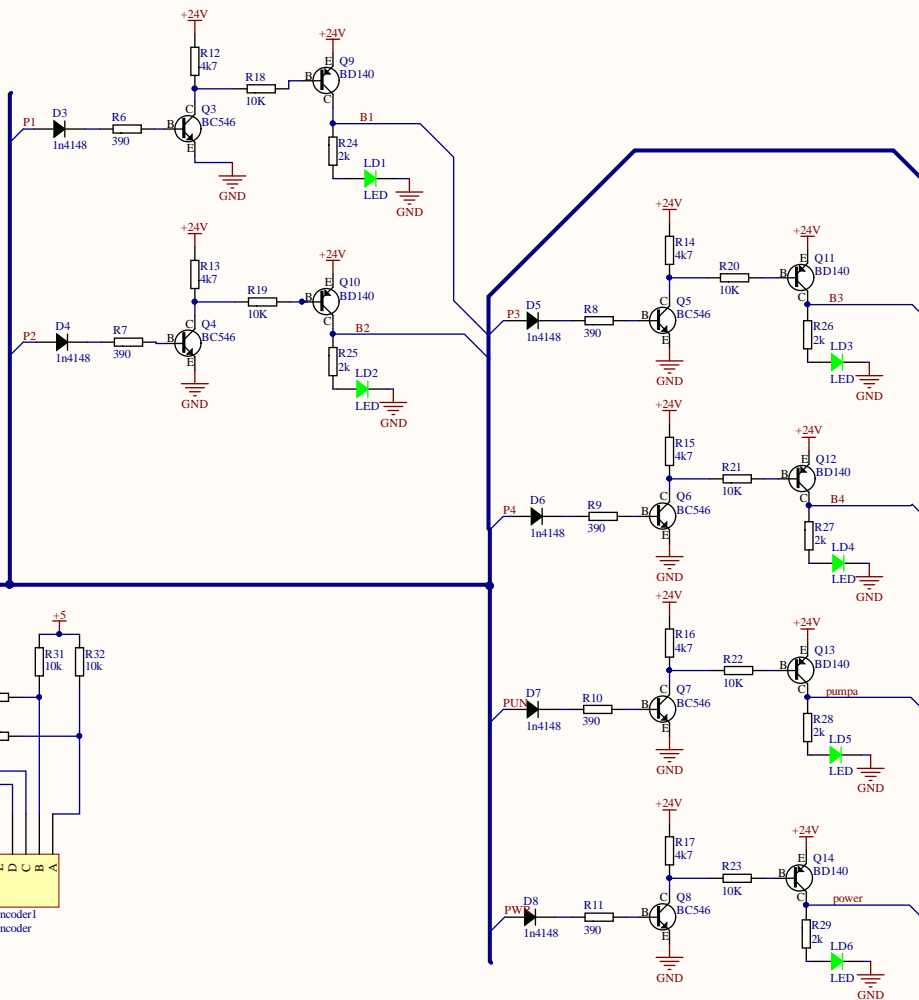 +24V
R12
4k7
R18
10K
+24V
E
Q9
B
BD140
C
P1
D3
1n4148
R6
390
C
Q3
B
BC546
E
GND
B1
R24
2k
LD1
LED
GND
+24V
R13
4k7
R19
10K
+24V
E
Q10
B
BD140
C
P2
D4
1n4148
R7
390
C
Q4
B
BC546
E
GND
B2
R25
2k
LD2
LED
GND
+24V
R14
4k7
R20
10K
+24V
E
Q11
B
BD140
C
P3
D5
1n4148
R8
390
C
Q5
B
BC546
E
GND
B3
R26
2k
LD3
LED
GND
+24V
R15
4k7
R21
10K
+24V
E
Q12
B
BD140
C
P4
D6
1n4148
R9
390
C
Q6
B
BC546
E
GND
B4
R27
2k
LD4
LED
GND
+24V
R16
4k7
R22
10K
+24V
E
Q13
B
BD140
C
PUN
D7
1n4148
R10
390
C
Q7
B
BC546
E
GND
pumpa
R28
2k
LD5
LED
GND
+24V
R17
4k7
R23
10K
+24V
E
Q14
B
BD140
C
PWR
D8
1n4148
R11
390
C
Q8
B
BC546
E
GND
power
R29
2k
LD6
LED
GND
+5
R31
10k
R32
10k
E D C B A
ncoder1
ncoder